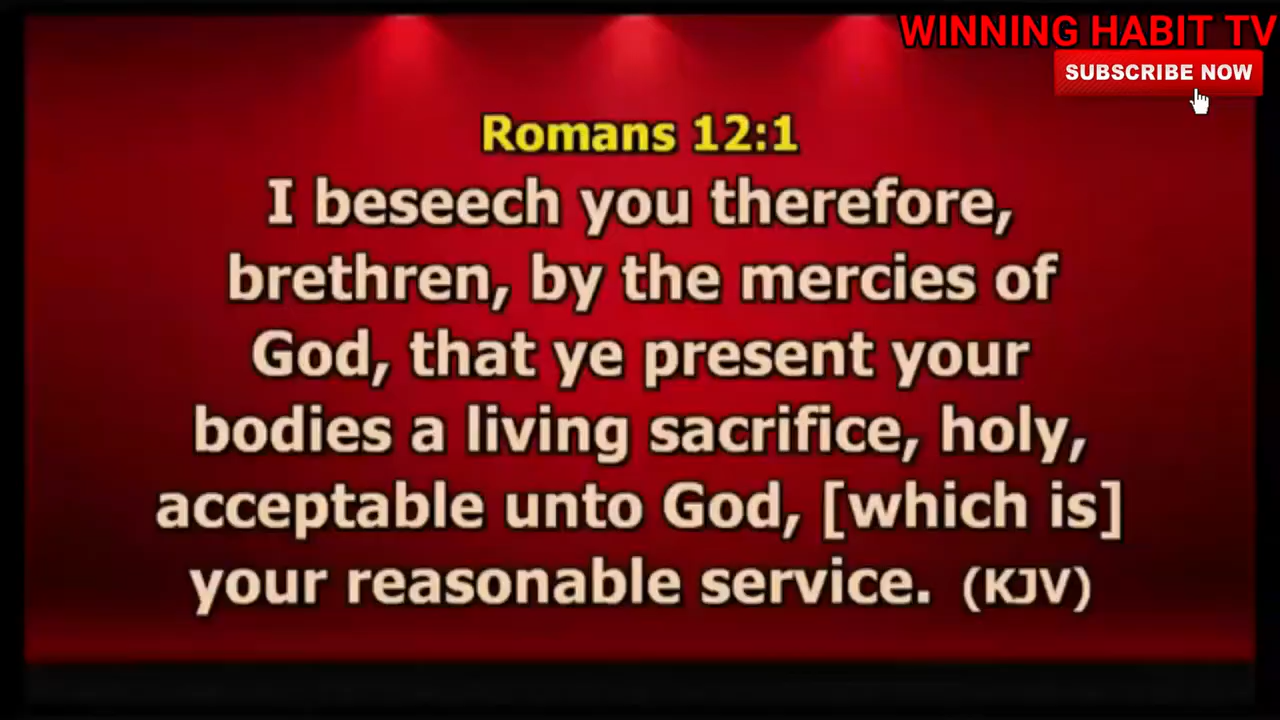 WINNING HABIT TV
SUBSCRIBE NOW
Romans 12:1
I beseech you therefore,
brethren, by the mercies of
God, that ye present your
bodies a living sacrifice, holy,
acceptable unto God, [which is]
your reasonable service. (KJV)